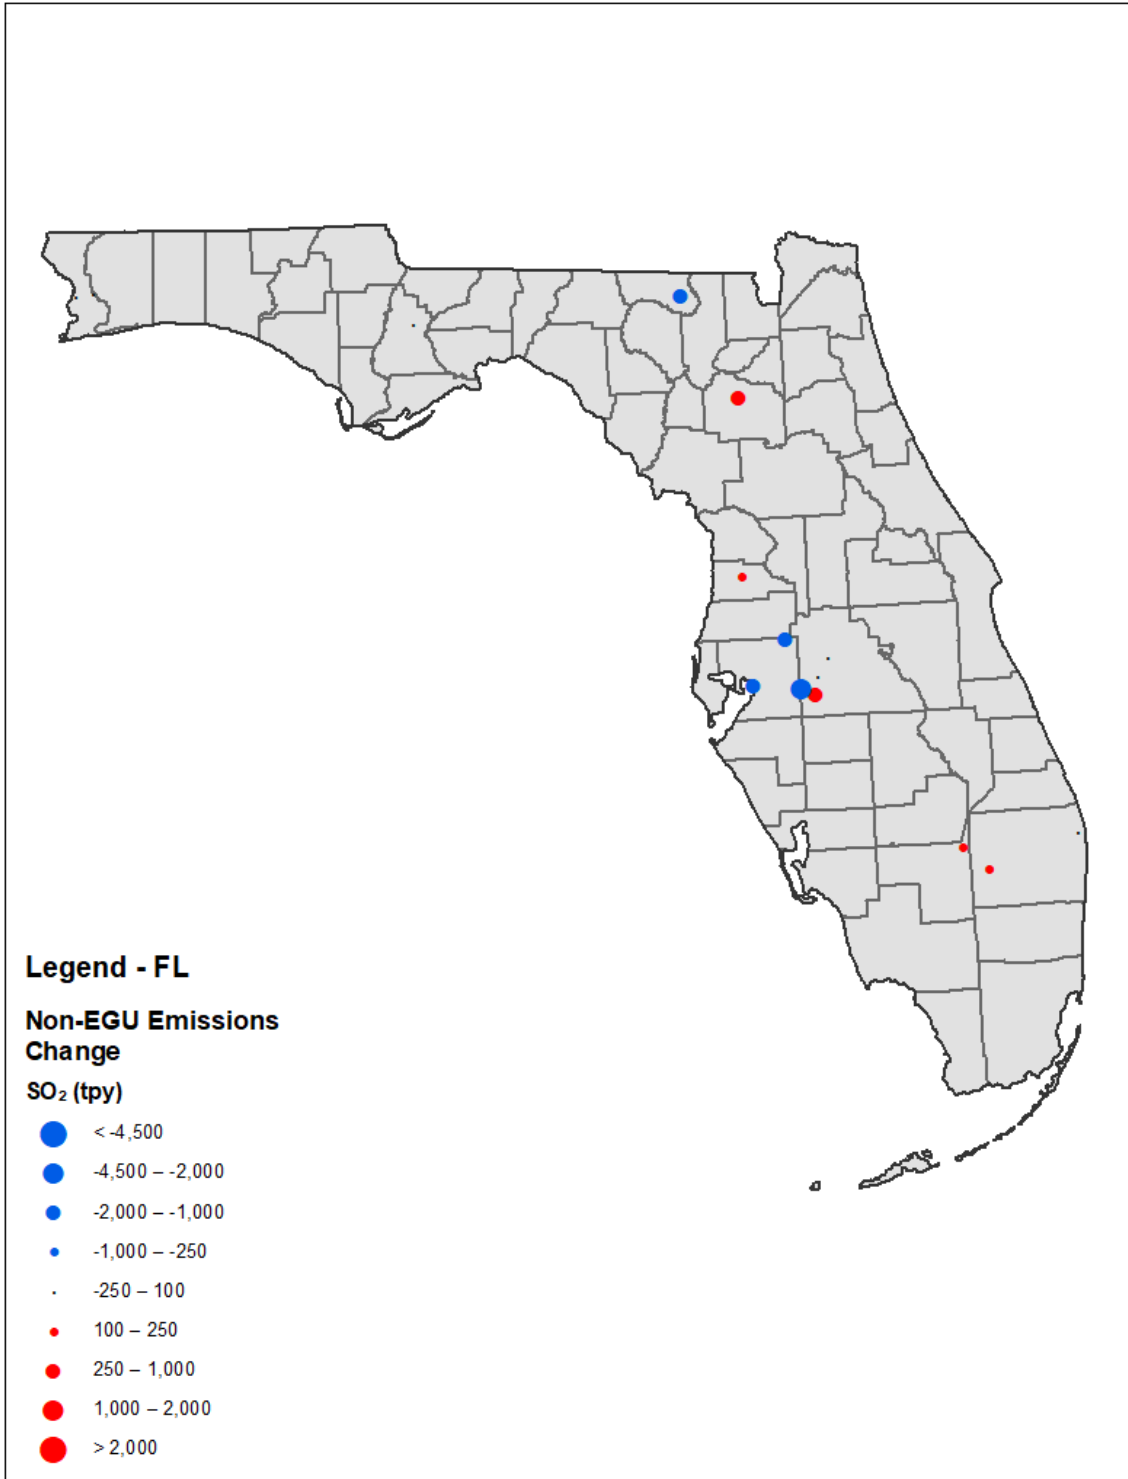 Legend - FL
Non-EGU Emissions
Change
SO₂ (tpy)
< -4,500
-4,500 – -2,000
-2,000 – -1,000
-1,000 – -250
-250 – 100
100 – 250
250 – 1,000
1,000 – 2,000
> 2,000